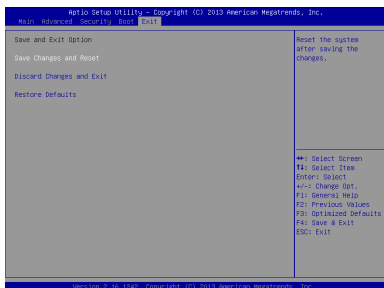 Aptio Setup Utility – Copyright (C) 2013 American Megatrends, Inc.
Main Advanced Security Boot Exit
Save and Exit Option
Save Changes and Reset
Discard Changes and Exit
Restore Defaults
Reset the system
after saving the
changes.
→←: Select Screen
↑↓: Select Item
Enter: Select
+/-: Change Opt.
F1: General Help
F2: Previous Values
F3: Optimized Defaults
F4: Save & Exit
ESC: Exit
Version 2.16.1242. Copyright (C) 2013 American Megatrends, Inc.